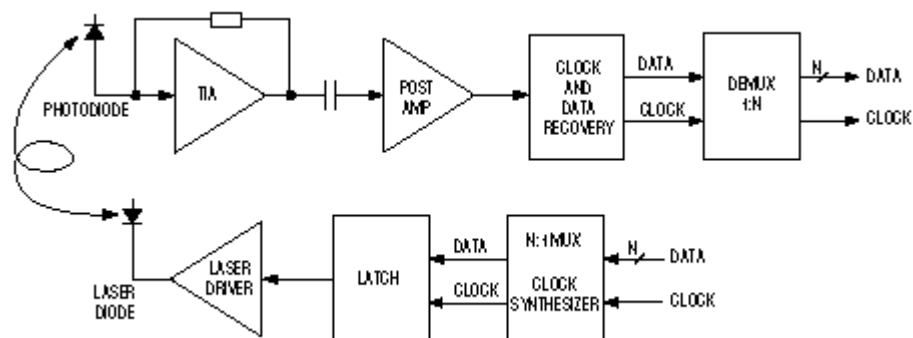 PHOTODIODE
TIA
POST
AMP
CLOCK
AND
DATA
RECOVERY
DATA
CLOCK
DEMUX
1:N
N
DATA
CLOCK
LASER
DIODE
LASER
DRIVER
LATCH
DATA
CLOCK
N:1 MUX
CLOCK
SYNTHESIZER
N
DATA
CLOCK